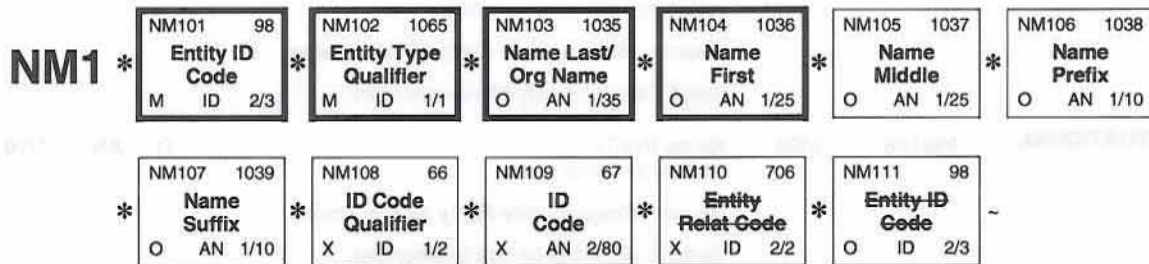 NM101 98 NM102 1065 NM103 1035 NM104 1036 NM105 1037 NM106 1038
NM1 * Entity ID Code * Entity Type Qualifier * Name Last/ Org Name * Name First * Name Middle * Name Prefix
M ID 2/3 M ID 1/1 O AN 1/35 O AN 1/25 O AN 1/25 O AN 1/10
NM107 1039 NM108 66 NM109 67 NM110 706 NM111 98
* Name Suffix * ID Code Qualifier * ID Code * Entity Relat Code * Entity ID Code ~
O AN 1/10 X ID 1/2 X AN 2/80 X ID 2/2 O ID 2/3